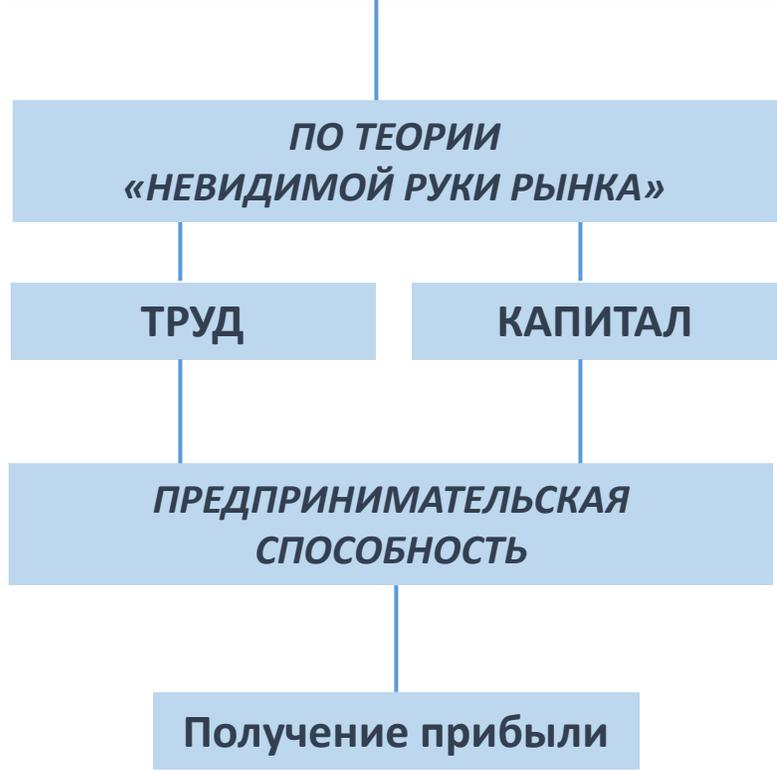 ПО ТЕОРИИ
«НЕВИДИМОЙ РУКИ РЫНКА»
ТРУД
КАПИТАЛ
ПРЕДПРИНИМАТЕЛЬСКАЯ
СПОСОБНОСТЬ
Получение прибыли